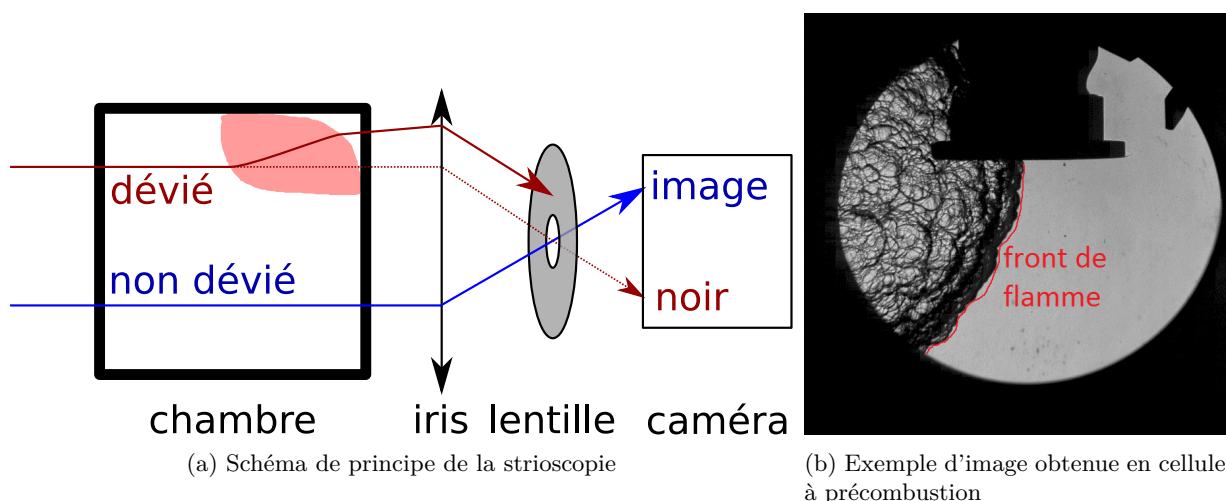 dévié
non dévié
image
noir
chambre
iris
lentille
caméra
(a) Schéma de principe de la strioscopie
front de
flamme
(b) Exemple d'image obtenue en cellule
à précombustion